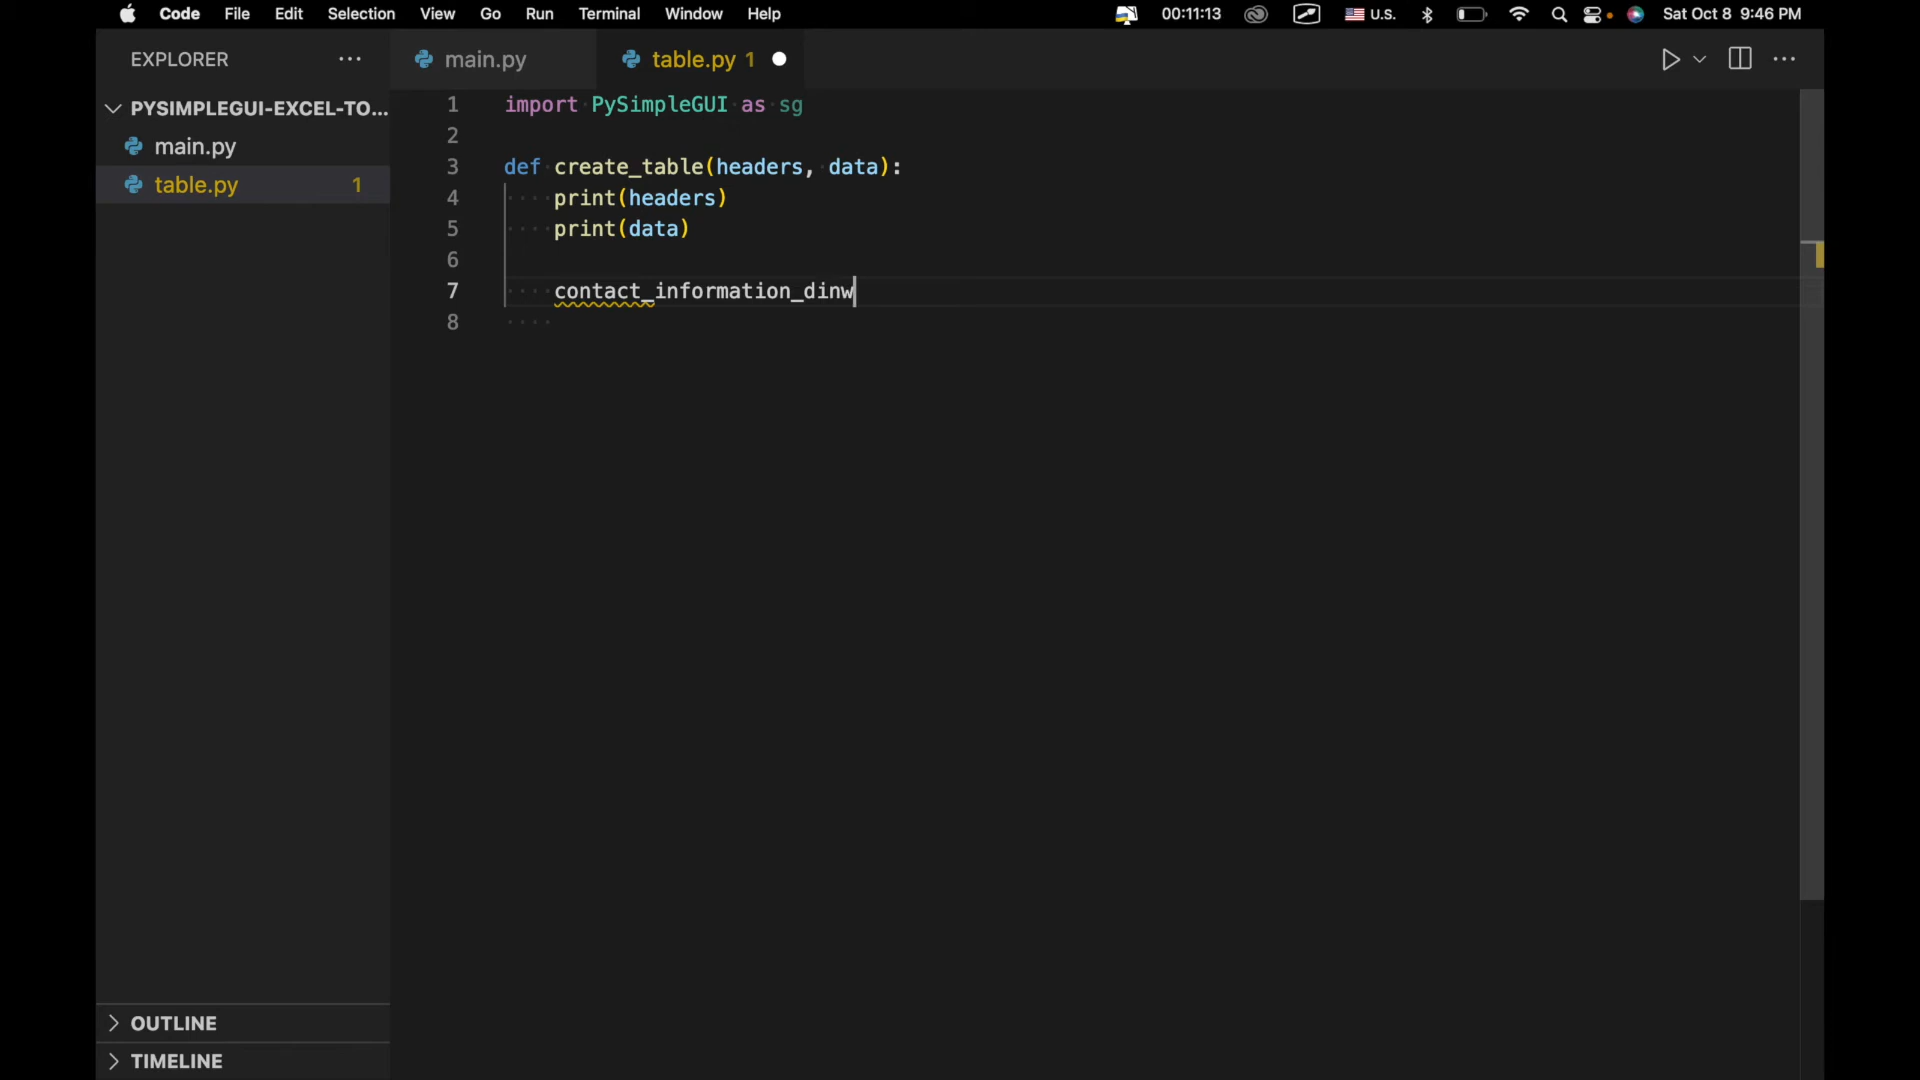 Code File Edit Selection View Go Run Terminal Window Help 00:11:13 U.S. Sat Oct 8 9:46 PM
EXPLORER
main.py
table.py 1
PYSIMPLEGUI-EXCEL-TO...
main.py
table.py 1
1 import PySimpleGUI as sg
2
3 def create_table(headers, data):
4 print(headers)
5 print(data)
6
7 contact_information_dinw
8
OUTLINE
TIMELINE